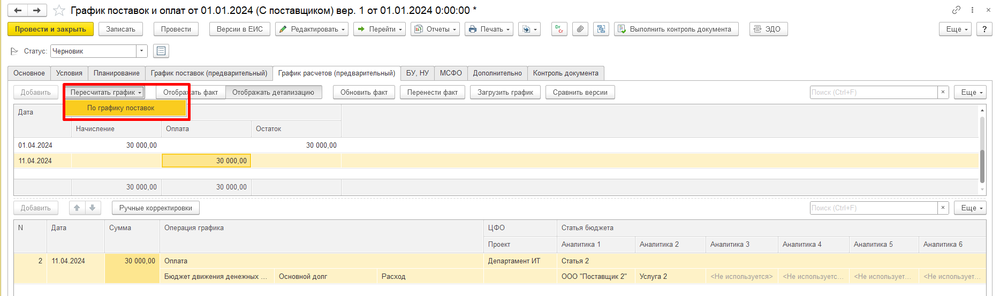 График поставок и оплат от 01.01.2024 (С поставщиком) вер. 1 от 01.01.2024 0:00:00 *
Провести и закрыть Записать Провести Версии в ЕИС Редактировать Перейти Отчеты Печать Dr Cr Выполнить контроль документа ЭДО Еще ?
Статус: Черновик
Основное Условия Планирование График поставок (предварительный) График расчетов (предварительный) БУ, НУ МСФО Дополнительно Контроль документа
Добавить Пересчитать график Отображать факт Отображать детализацию Обновить факт Перенести факт Загрузить график Сравнить версии Поиск (Ctrl+F) × Еще
По графику поставок
Дата
Начисление Оплата Остаток
01.04.2024 30 000,00 30 000,00
11.04.2024 30 000,00
30 000,00 30 000,00
Добавить Ручные корректировки Поиск (Ctrl+F) × Еще
N Дата Сумма Операция графика ЦФО Статья бюджета
Проект Аналитика 1 Аналитика 2 Аналитика 3 Аналитика 4 Аналитика 5 Аналитика 6
2 11.04.2024 30 000,00 Оплата Департамент ИТ Статья 2
Бюджет движения денежных ... Основной долг Расход ООО "Поставщик 2" Услуга 2 <Не используется> <Не используетс... <Не использует... <Не использует...